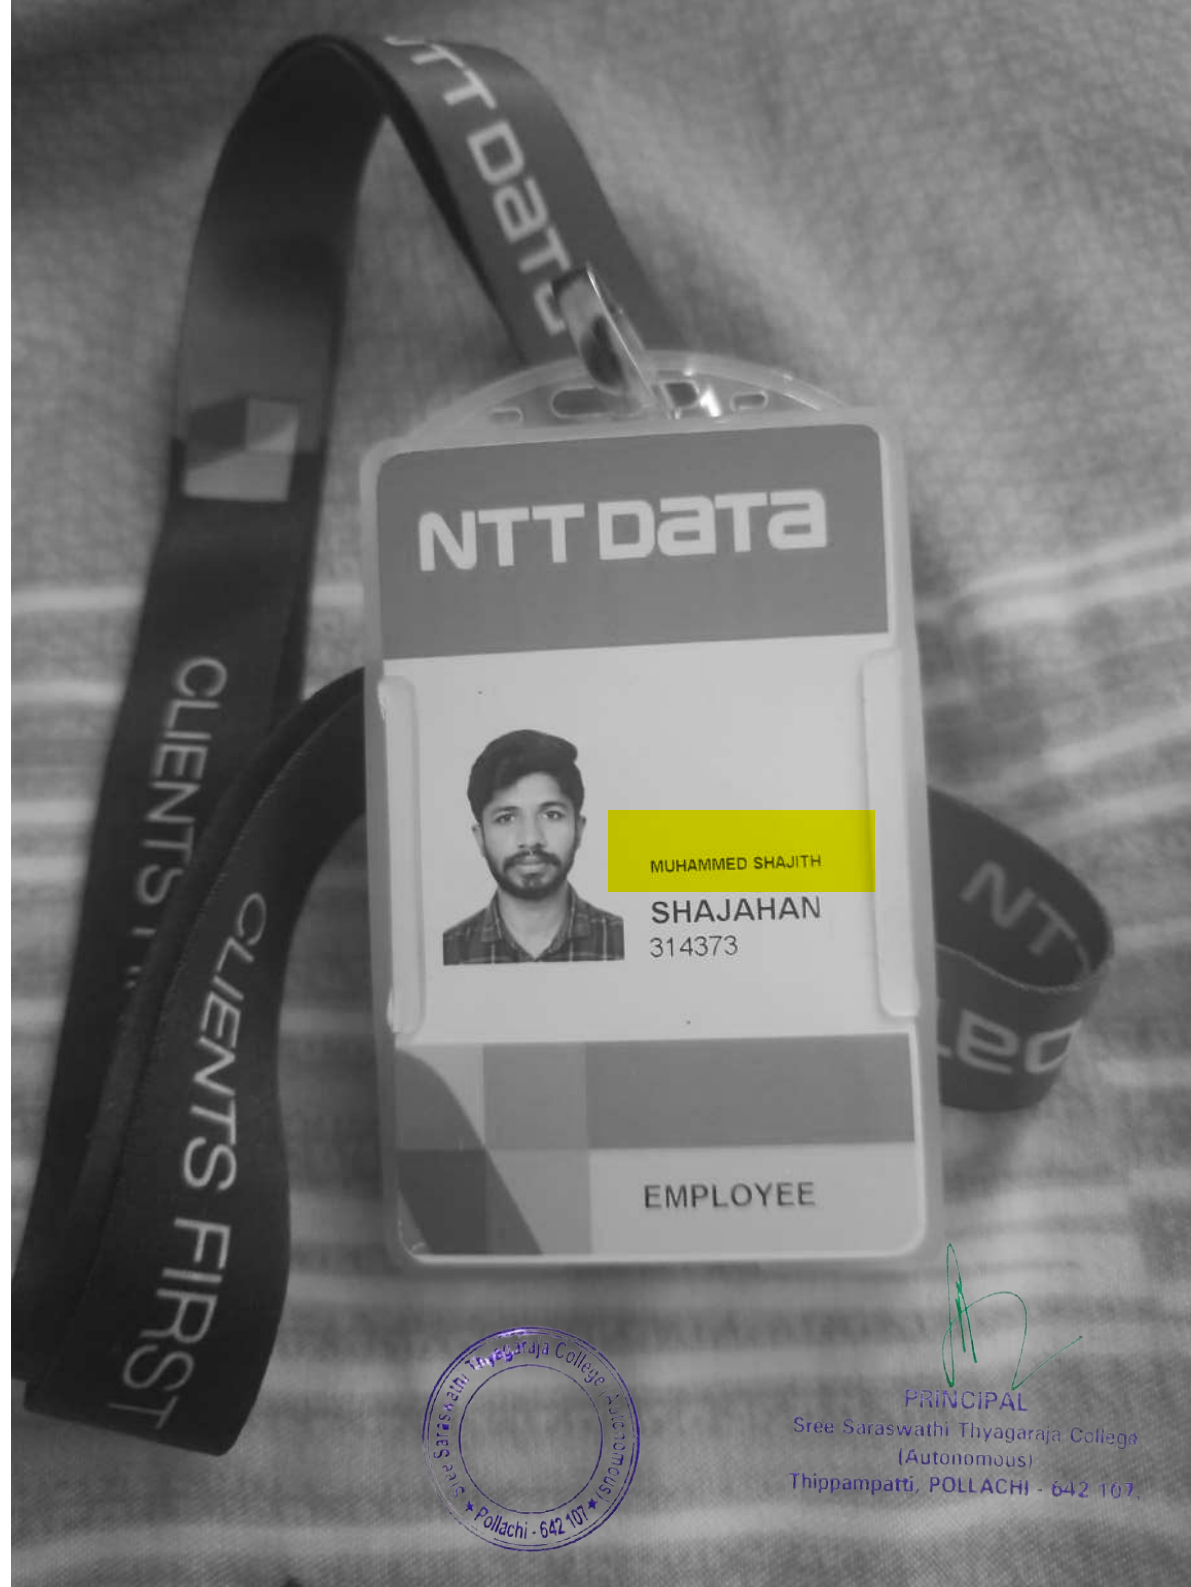 NTT DATA
CLIENTS
CLIENTS FIRST
NTT DATA
MUHAMMED SHAJITH
SHAJAHAN
314373
EMPLOYEE
NT
Sree Saraswathi Thyagaraja College (Autonomous)
★ Pollachi - 642 107 ★
PRINCIPAL
Sree Saraswathi Thyagaraja College
(Autonomous)
Thippampatti, POLLACHI - 642 107.